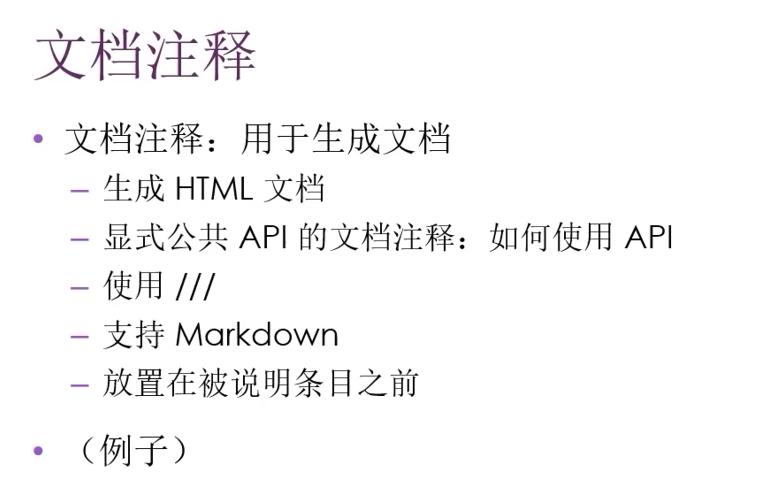 文档注释
• 文档注释：用于生成文档
– 生成 HTML 文档
– 显式公共 API 的文档注释：如何使用 API
– 使用 ///
– 支持 Markdown
– 放置在被说明条目之前
• （例子）